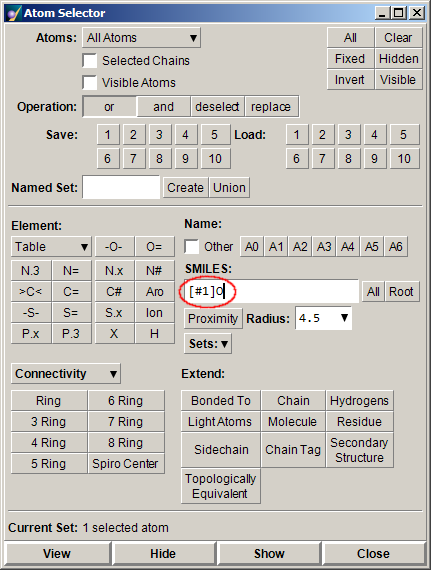 Atom Selector
Atoms: All Atoms All Clear
Selected Chains Fixed Hidden
Visible Atoms Invert Visible
Operation: or and deselect replace
Save: 1 2 3 4 5 Load: 1 2 3 4 5
6 7 8 9 10 6 7 8 9 10
Named Set: Create Union
Element: Name:
Table -O- O= Other A0 A1 A2 A3 A4 A5 A6
N.3 N= N.x N# SMILES:
>C< C= C# Aro [#1]O All Root
-S- S= S.x Ion Proximity Radius: 4.5
P.x P.3 X H Sets:
Connectivity Extend:
Ring 6 Ring Bonded To Chain Hydrogens
3 Ring 7 Ring Light Atoms Molecule Residue
4 Ring 8 Ring Sidechain Chain Tag Secondary
Structure
5 Ring Spiro Center Topologically
Equivalent
Current Set: 1 selected atom
View Hide Show Close